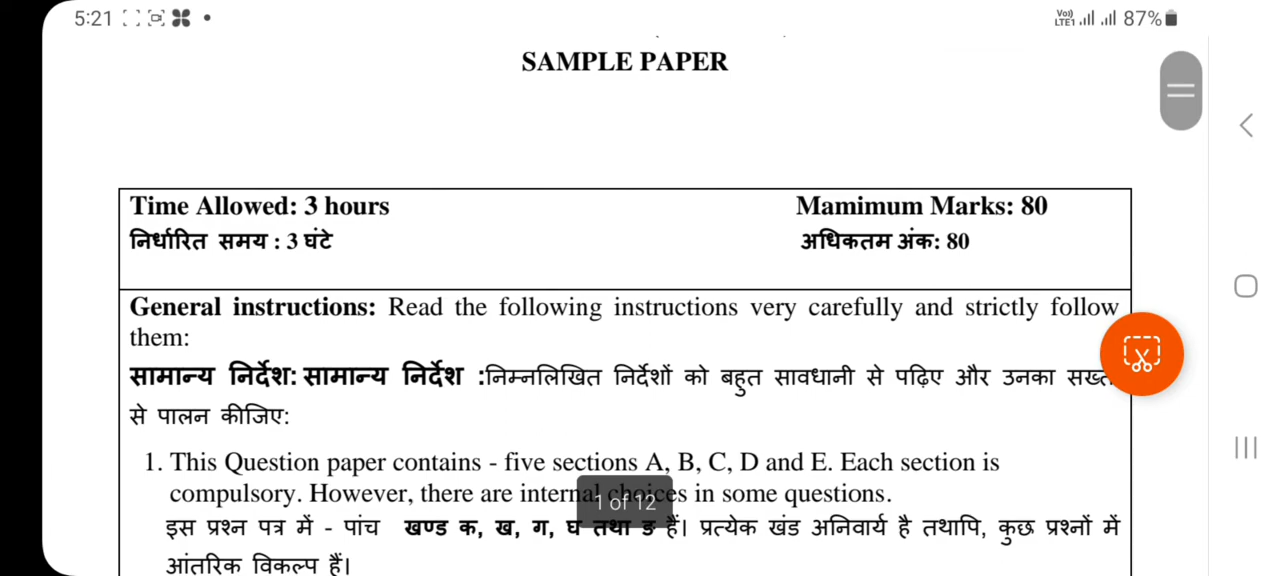 5:21
Vo)) LTE1 87%
SAMPLE PAPER
Time Allowed: 3 hours Mamimum Marks: 80
निर्धारित समय : 3 घंटे अधिकतम अंक: 80
General instructions: Read the following instructions very carefully and strictly follow
them:
सामान्य निर्देश: सामान्य निर्देश :निम्नलिखित निर्देशों को बहुत सावधानी से पढ़िए और उनका
से पालन कीजिए:
1. This Question paper contains - five sections A, B, C, D and E. Each section is
compulsory. However, there are internal choices in some questions.
1 of 12
इस प्रश्न पत्र में - पांच खण्ड क, ख, ग, घ तथा ङ हैं। प्रत्येक खंड अनिवार्य है तथापि, कुछ प्रश्नों में
आंतरिक विकल्प हैं।